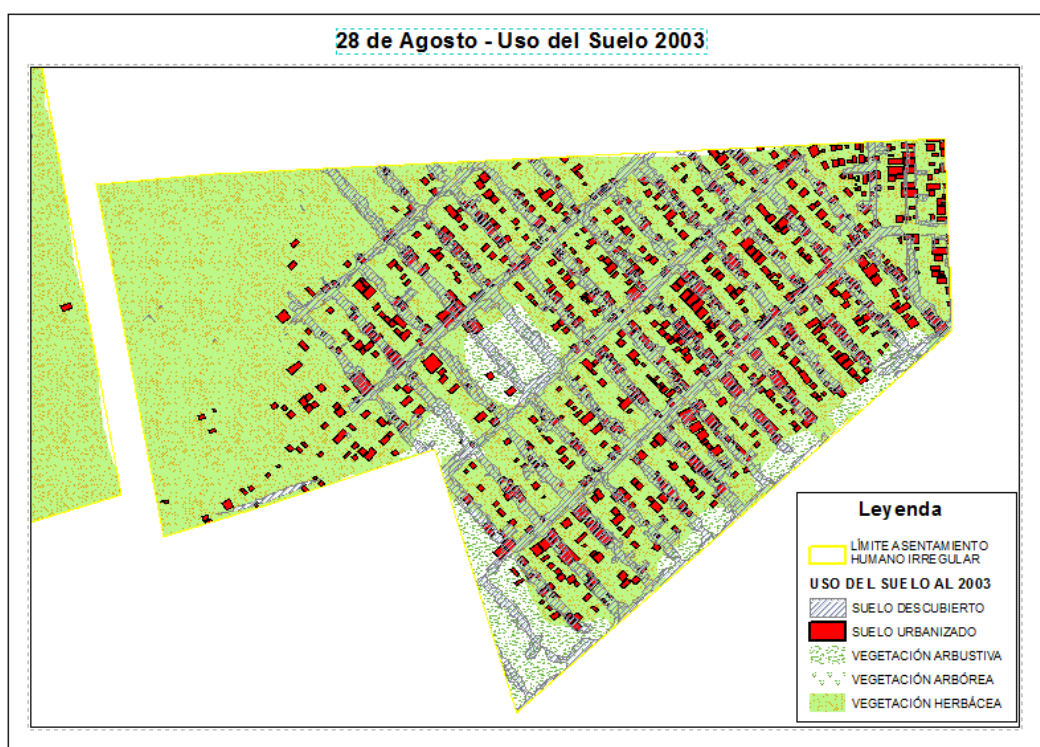 28 de Agosto - Uso del Suelo 2003
Leyenda
LÍMITE ASENTAMIENTO
HUMANO IRREGULAR
USO DEL SUELO AL 2003
SUELO DESCUBIERTO
SUELO URBANIZADO
VEGETACIÓN ARBUSTIVA
VEGETACIÓN ARBÓREA
VEGETACIÓN HERBÁCEA